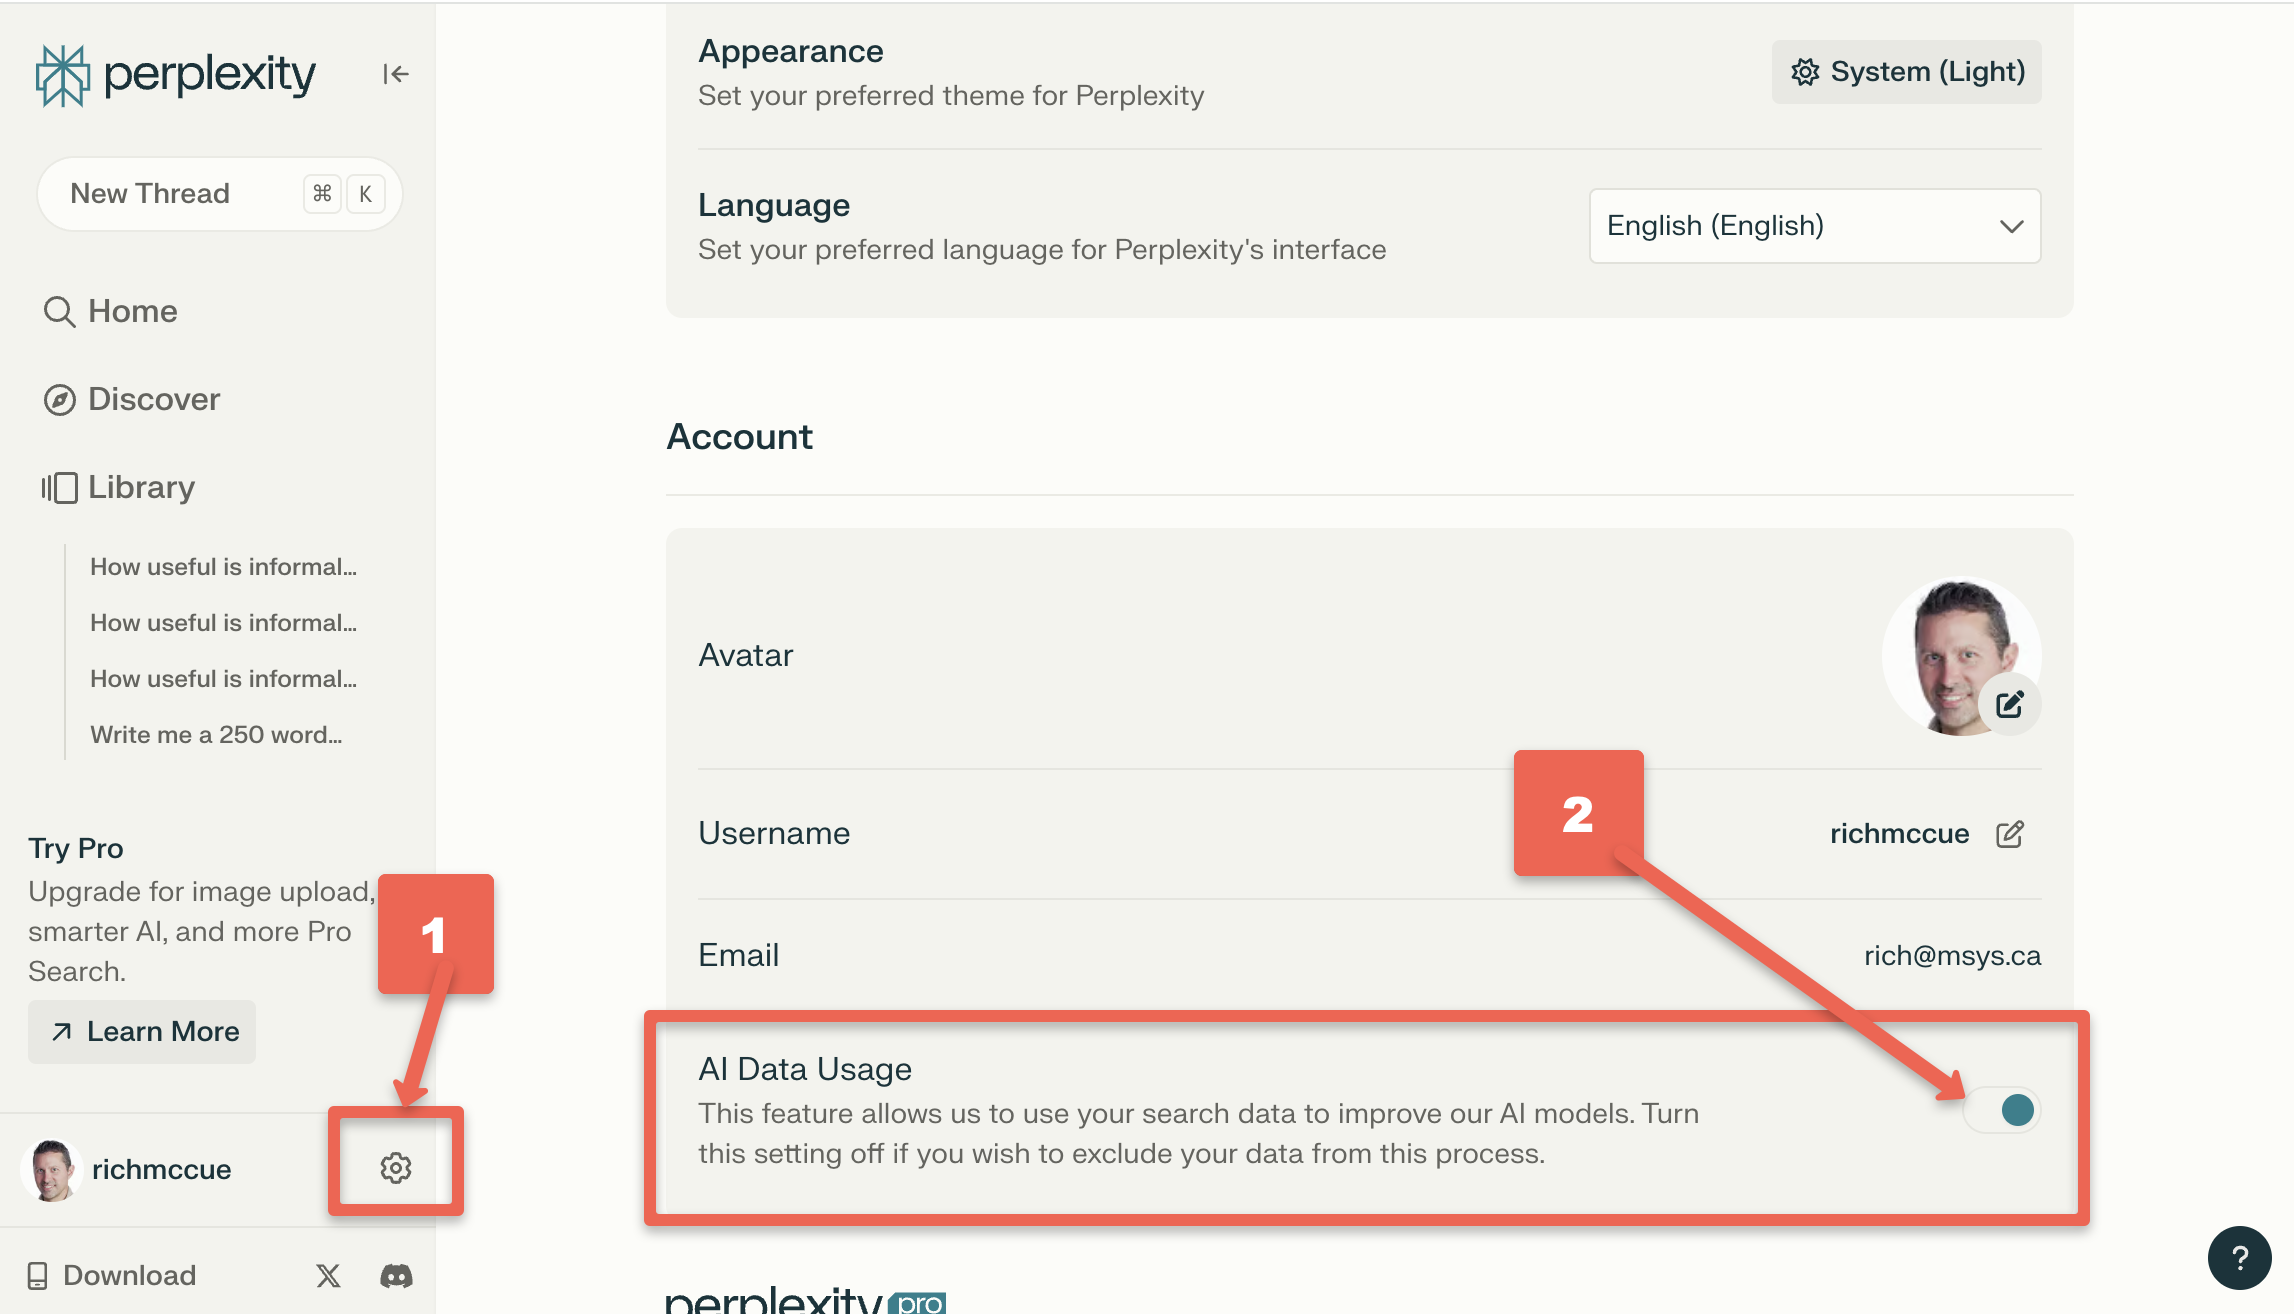 perplexity
New Thread ⌘ K
Home
Discover
Library
How useful is informal...
How useful is informal...
How useful is informal...
Write me a 250 word...
Try Pro
Upgrade for image upload,
smarter AI, and more Pro
Search.
Learn More
1
richmccue
Download
Appearance
Set your preferred theme for Perplexity
System (Light)
Language
Set your preferred language for Perplexity's interface
English (English)
Account
Avatar
2
Username
richmccue
Email
rich@msys.ca
AI Data Usage
This feature allows us to use your search data to improve our AI models. Turn
this setting off if you wish to exclude your data from this process.
perplexity pro
?